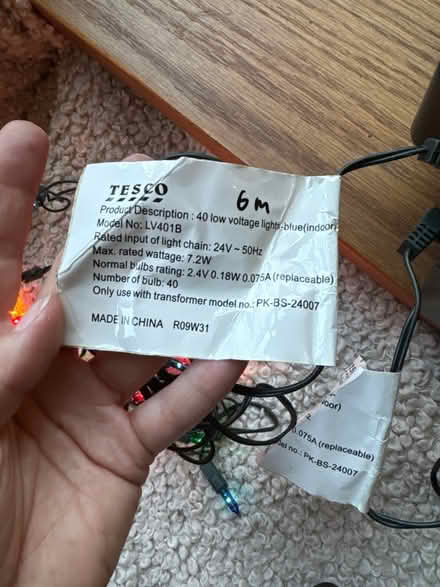 TESCO
6m
Product Description : 40 low voltage lights-blue(indoor)
Model No: LV401B
Rated input of light chain: 24V ~ 50Hz
Max. rated wattage: 7.2W
Normal bulbs rating: 2.4V 0.18W 0.075A (replaceable)
Number of bulb: 40
Only use with transformer model no.: PK-BS-24007
MADE IN CHINA R09W31
0.075A (replaceable)
no.: PK-BS-24007